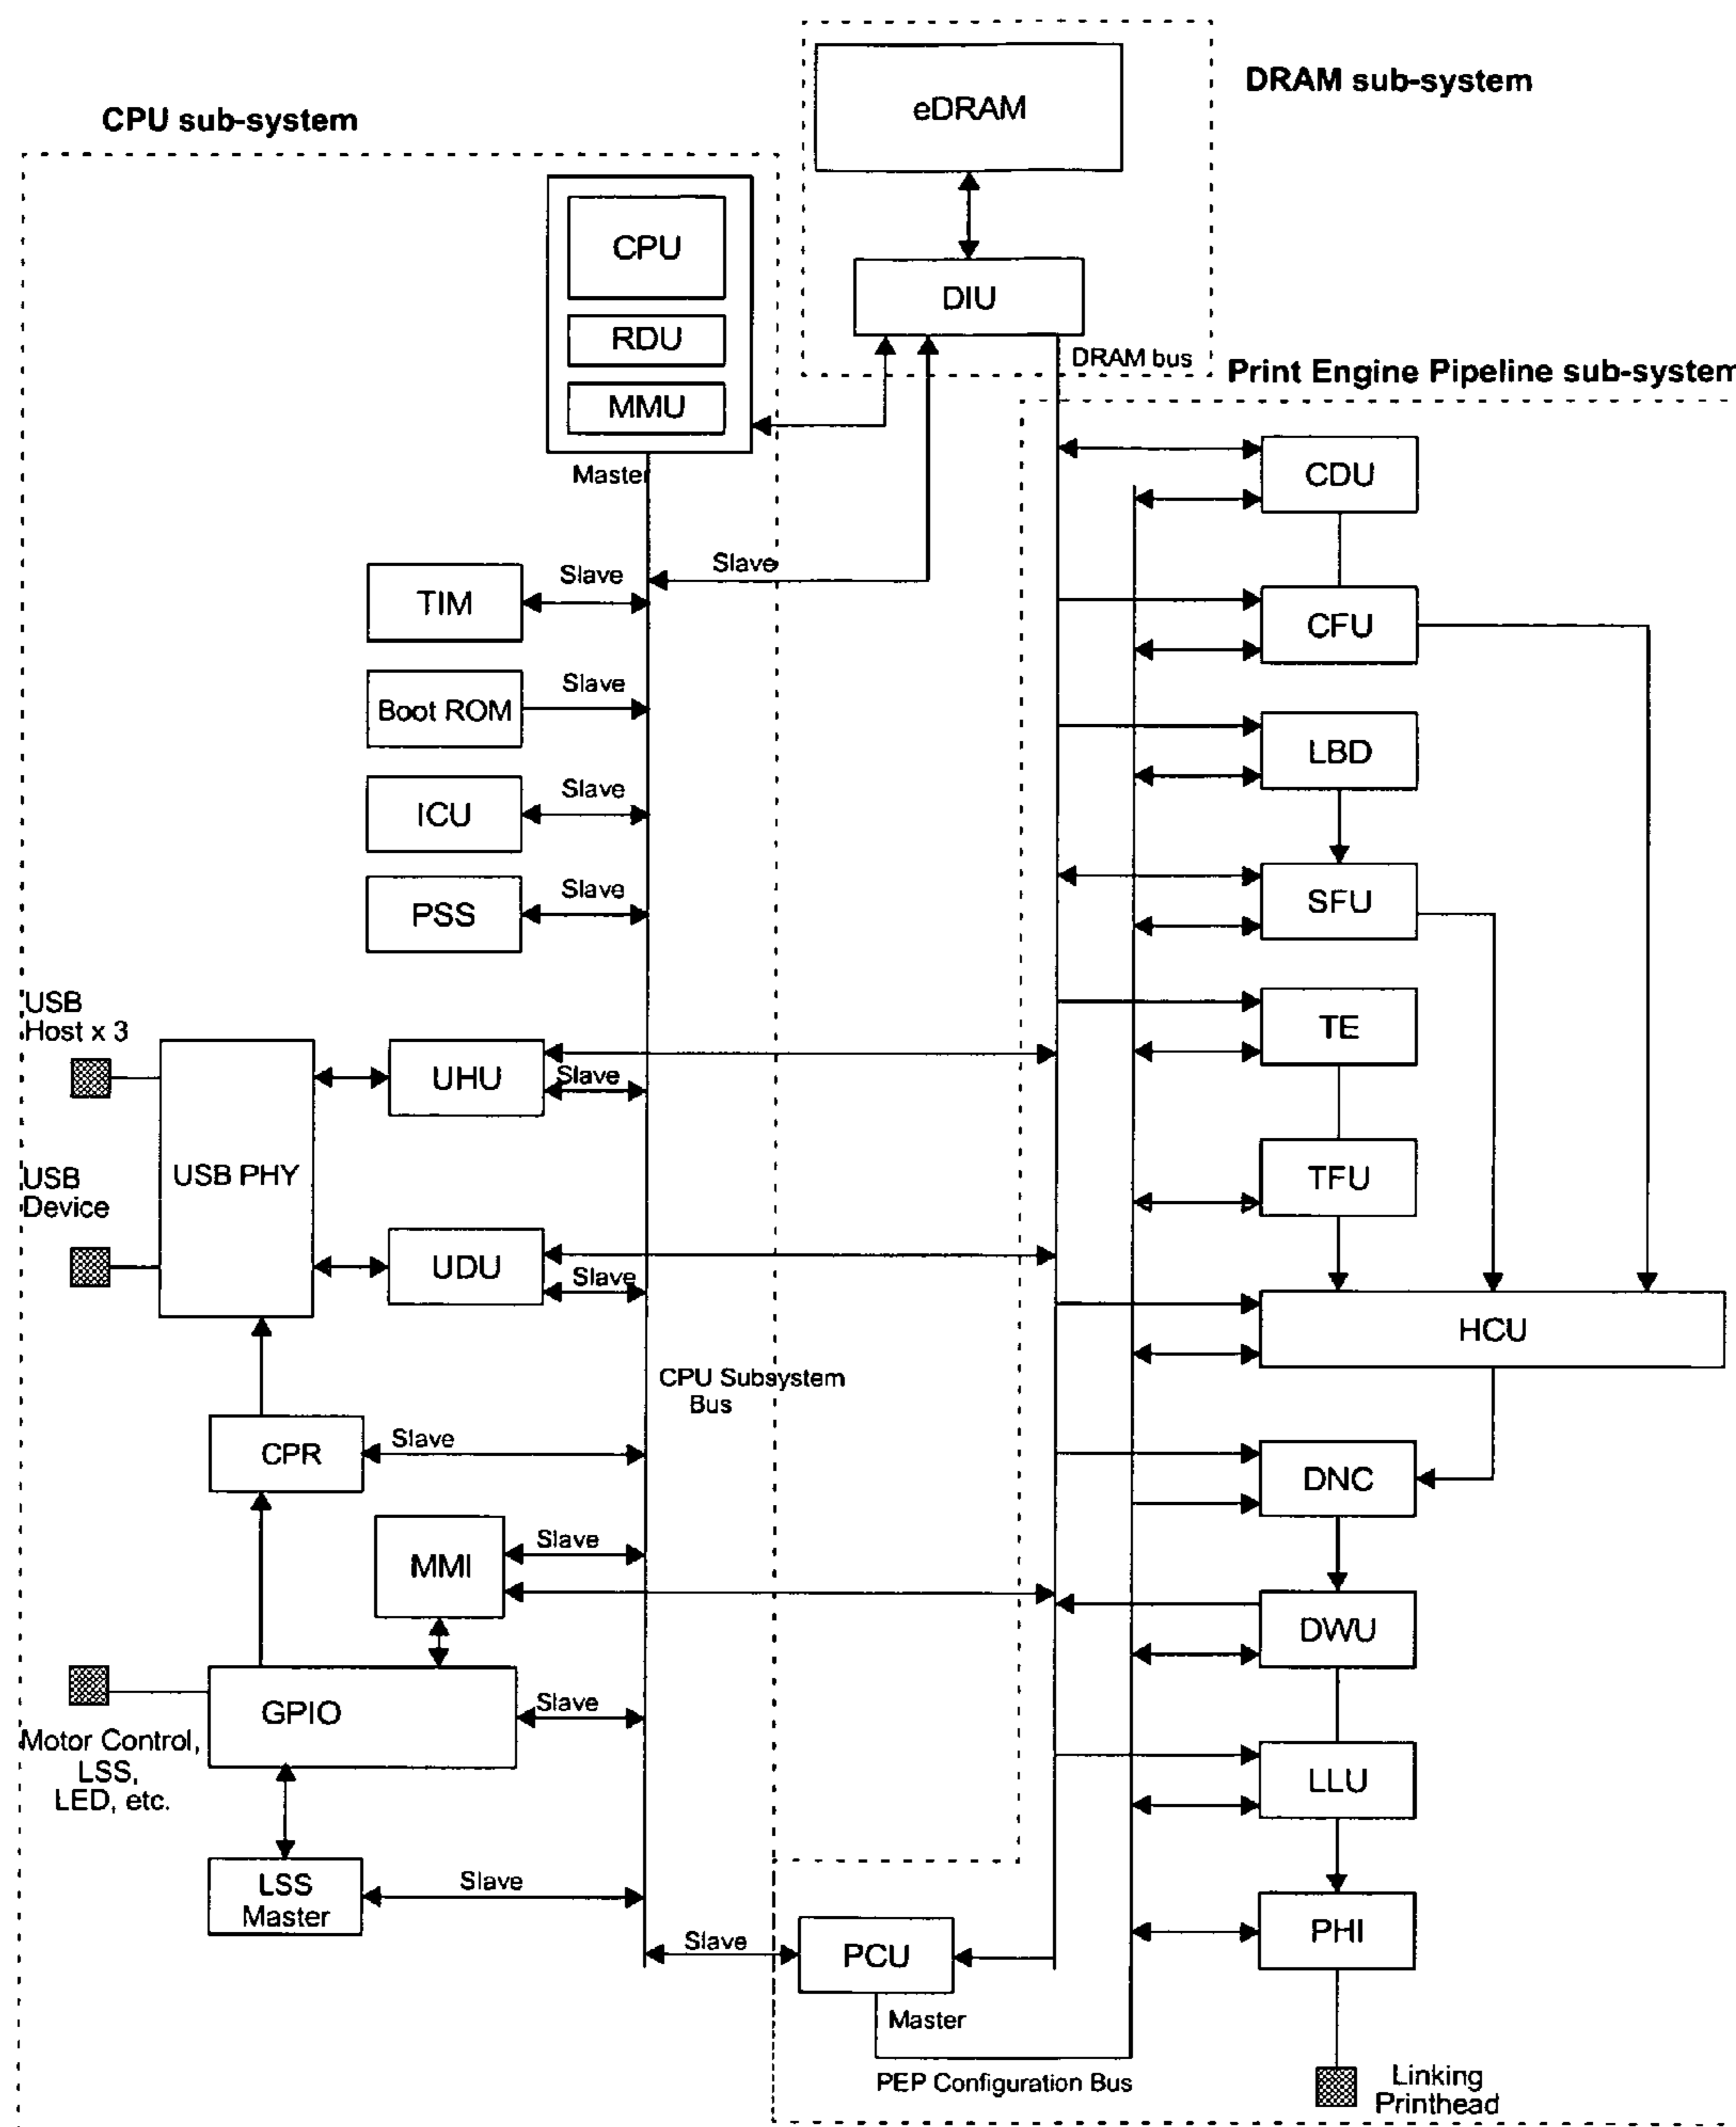 DRAM sub-system
eDRAM
CPU sub-system
CPU
RDU
MMU
DIU
DRAM bus
Print Engine Pipeline sub-system
Master
CDU
Slave
TIM
Slave
CFU
Boot ROM
Slave
LBD
ICU
Slave
PSS
Slave
SFU
USB
Host x 3
TE
UHU
Slave
USB PHY
USB
Device
TFU
UDU
Slave
HCU
CPU Subsystem
Bus
CPR
Slave
DNC
MMI
Slave
DWU
GPIO
Slave
Motor Control,
LSS,
LED, etc.
LLU
LSS
Master
Slave
Slave
PCU
PHI
Master
PEP Configuration Bus
Linking
Printhead